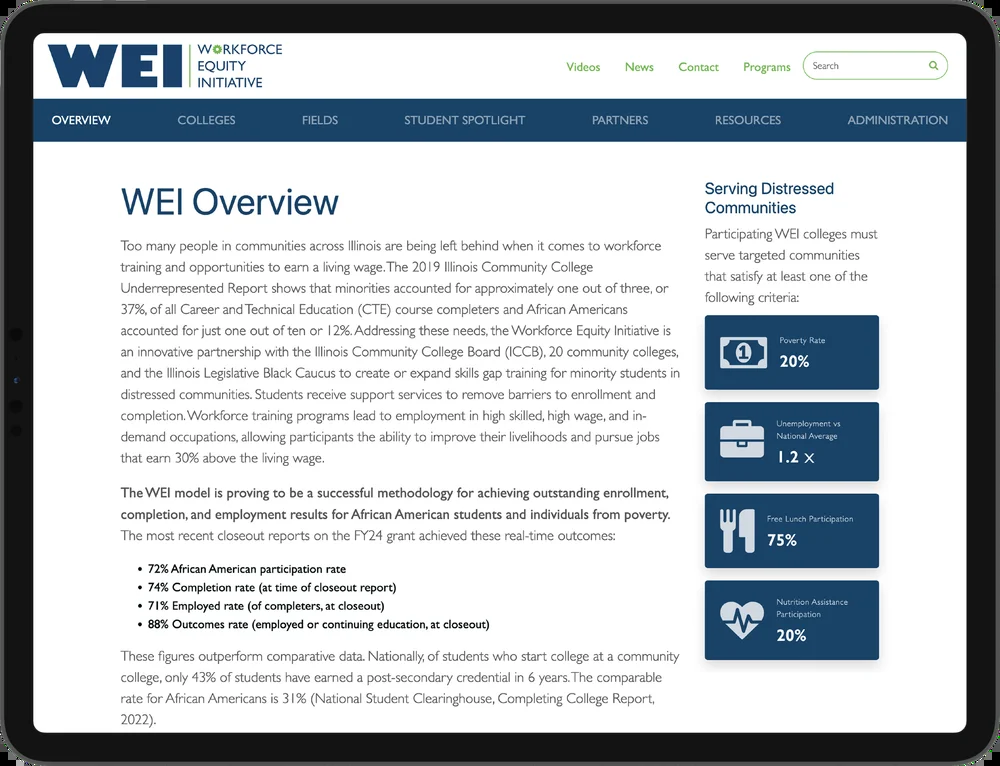 WEI
WORKFORCE
EQUITY
INITIATIVE
Videos News Contact Programs Search
OVERVIEW COLLEGES FIELDS STUDENT SPOTLIGHT PARTNERS RESOURCES ADMINISTRATION
WEI Overview
Too many people in communities across Illinois are being left behind when it comes to workforce
training and opportunities to earn a living wage. The 2019 Illinois Community College
Underrepresented Report shows that minorities accounted for approximately one out of three, or
37%, of all Career and Technical Education (CTE) course completers and African Americans
accounted for just one out of ten or 12%. Addressing these needs, the Workforce Equity Initiative is
an innovative partnership with the Illinois Community College Board (ICCB), 20 community colleges,
and the Illinois Legislative Black Caucus to create or expand skills gap training for minority students in
distressed communities. Students receive support services to remove barriers to enrollment and
completion. Workforce training programs lead to employment in high skilled, high wage, and in-
demand occupations, allowing participants the ability to improve their livelihoods and pursue jobs
that earn 30% above the living wage.
The WEI model is proving to be a successful methodology for achieving outstanding enrollment,
completion, and employment results for African American students and individuals from poverty.
The most recent closeout reports on the FY24 grant achieved these real-time outcomes:
• 72% African American participation rate
• 74% Completion rate (at time of closeout report)
• 71% Employed rate (of completers, at closeout)
• 88% Outcomes rate (employed or continuing education, at closeout)
These figures outperform comparative data. Nationally, of students who start college at a community
college, only 43% of students have earned a post-secondary credential in 6 years. The comparable
rate for African Americans is 31% (National Student Clearinghouse, Completing College Report,
2022).
Serving Distressed
Communities
Participating WEI colleges must
serve targeted communities
that satisfy at least one of the
following criteria:
1
Poverty Rate
20%
Unemployment vs
National Average
1.2 x
Free Lunch Participation
75%
Nutrition Assistance
Participation
20%